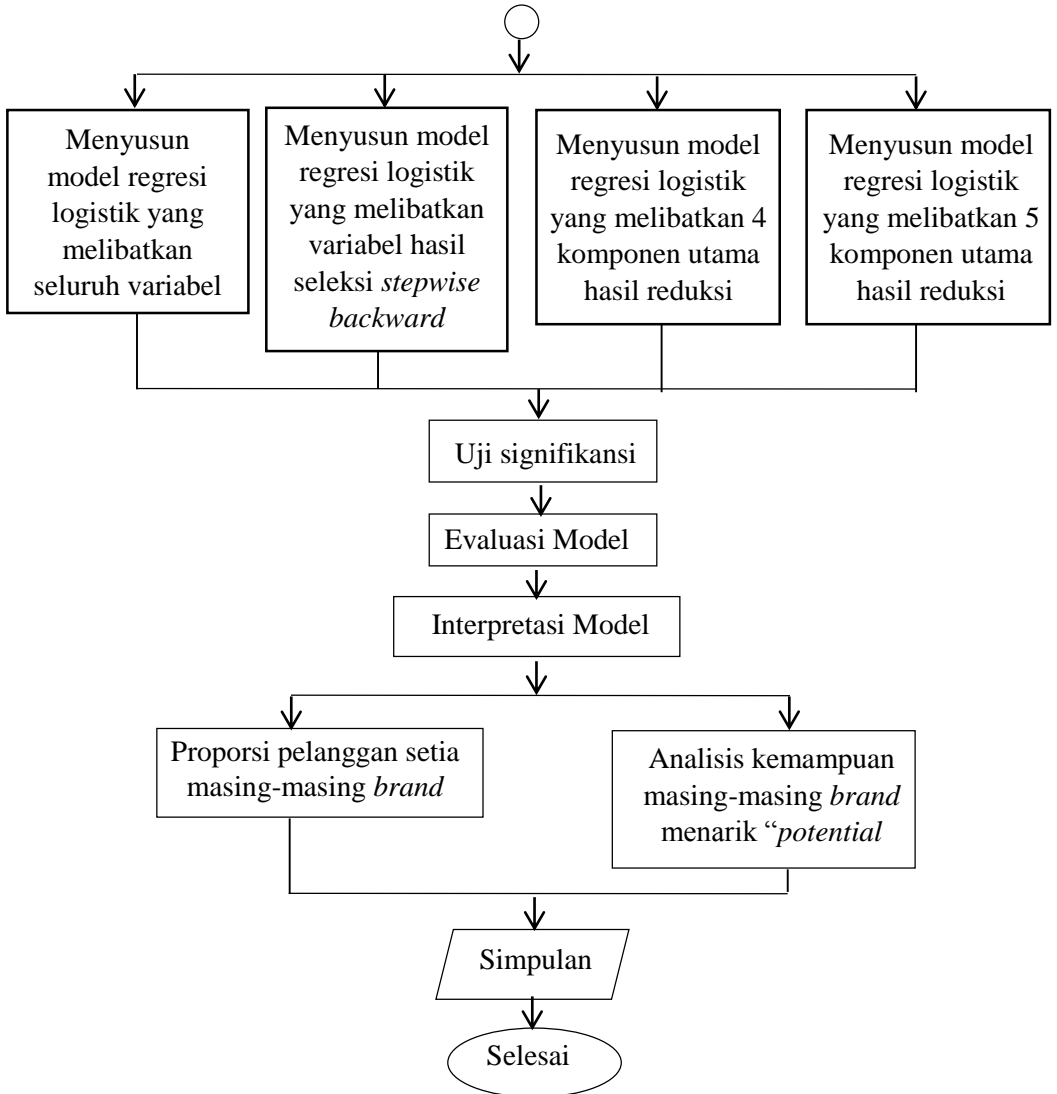 Menyusun
model regresi
logistik yang
melibatkan
seluruh variabel
Menyusun model
regresi logistik
yang melibatkan
variabel hasil
seleksi stepwise
backward
Menyusun model
regresi logistik
yang melibatkan 4
komponen utama
hasil reduksi
Menyusun model
regresi logistik
yang melibatkan 5
komponen utama
hasil reduksi
Uji signifikansi
Evaluasi Model
Interpretasi Model
Proporsi pelanggan setia
masing-masing brand
Analisis kemampuan
masing-masing brand
menarik “potential
Simpulan
Selesai